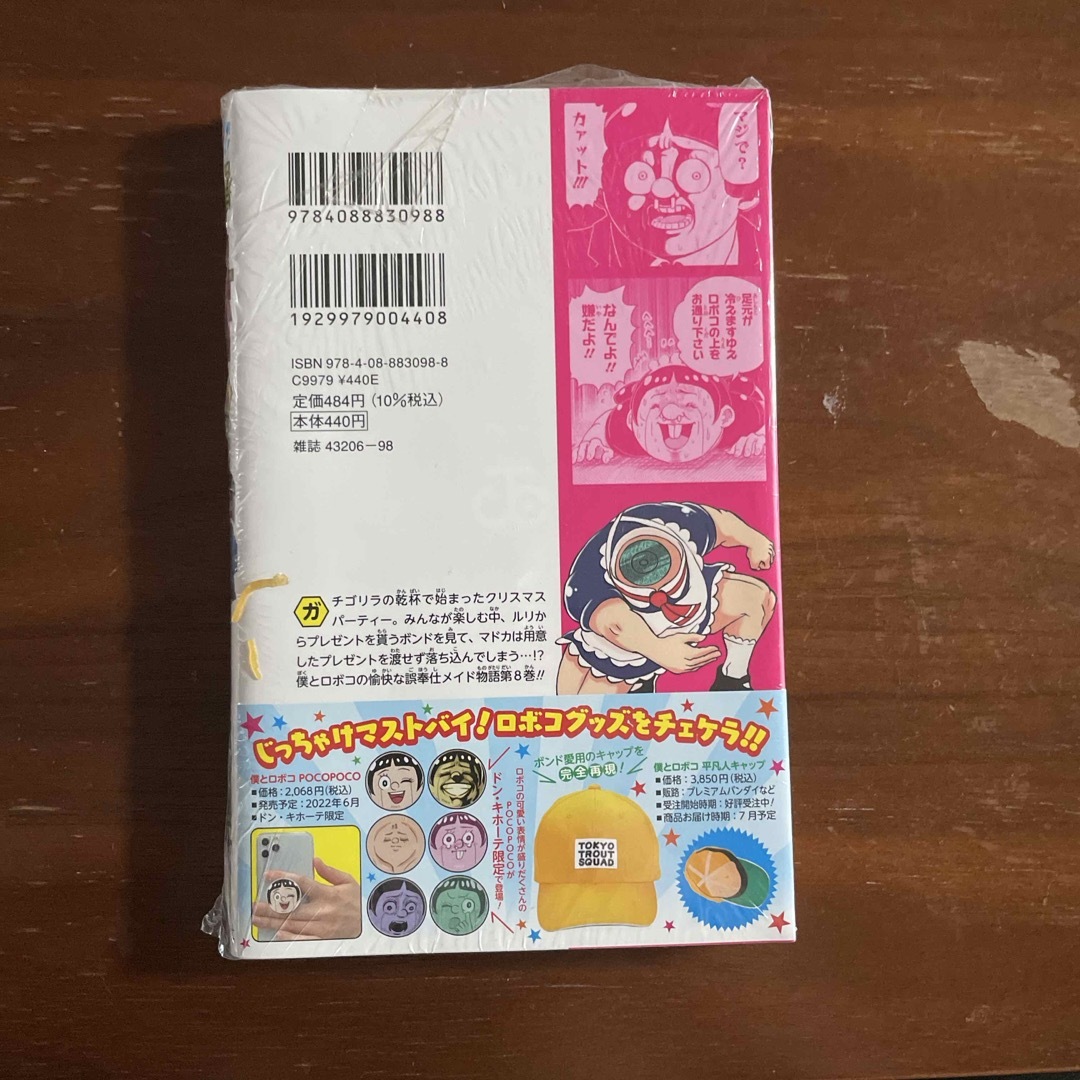 9784088830988
1929979004408
ISBN 978-4-08-883098-8
C9979 ¥440E
定価484円(10%税込)
本体440円
雑誌 43206−98
マジで?
カァット!!!
足元が
冷えますゆえ
ロボコの上を
お通り下さい
へへへ〜
なんでよ!!
嫌だよ!!
ガチゴリラの乾杯で始まったクリスマス
パーティー。みんなが楽しむ中、ルリか
らプレゼントを貰うボンドを見て、マドカは用意
したプレゼントを渡せず落ち込んでしまう…!?
僕とロボコの愉快な誤奉仕メイド物語第8巻!!
じっちゃけマストバイ!ロボコグッズをチェケラ!!
僕とロボコ POCOPOCO
■価格:2,068円(税込)
■発売予定:2022年6月
■ドン・キホーテ限定
ロボコの可愛い表情が盛りだくさんの
POCOPOCOが
ドン・キホーテ限定で登場!
ボンド愛用のキャップを
完全再現!
TOKYO
TROUT
SQUAD
僕とロボコ 平凡人キャップ
■価格:3,850円(税込)
■販路:プレミアムバンダイなど
■受注開始時期:好評受注中!
■商品お届け時期:7月予定